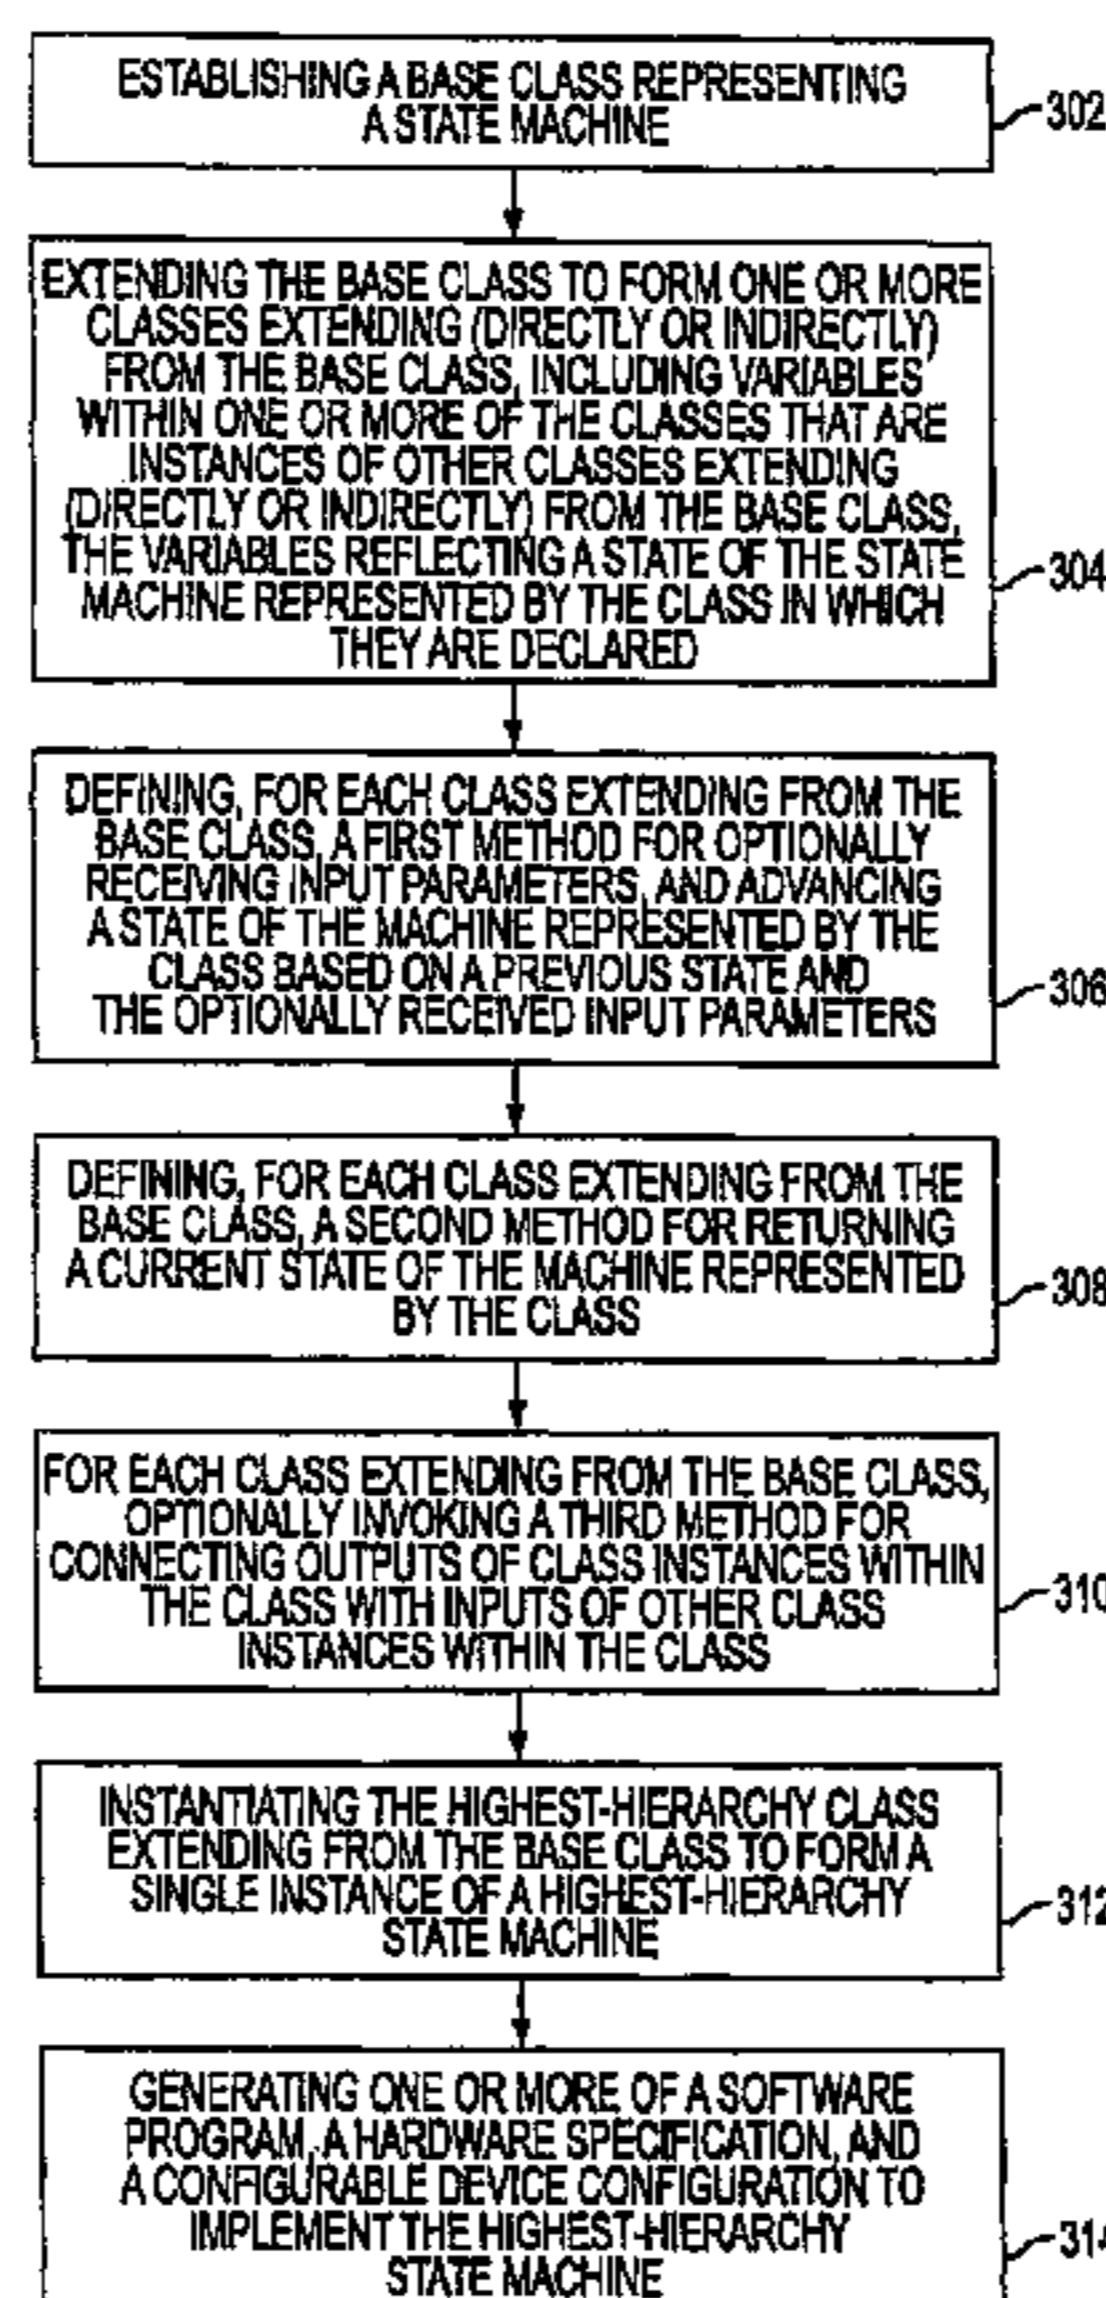 ESTABLISHING A BASE CLASS REPRESENTING
A STATE MACHINE
302
EXTENDING THE BASE CLASS TO FORM ONE OR MORE
CLASSES EXTENDING (DIRECTLY OR INDIRECTLY)
FROM THE BASE CLASS, INCLUDING VARIABLES
WITHIN ONE OR MORE OF THE CLASSES THAT ARE
INSTANCES OF OTHER CLASSES EXTENDING
(DIRECTLY OR INDIRECTLY) FROM THE BASE CLASS,
THE VARIABLES REFLECTING A STATE OF THE STATE
MACHINE REPRESENTED BY THE CLASS IN WHICH
THEY ARE DECLARED
304
DEFINING, FOR EACH CLASS EXTENDING FROM THE
BASE CLASS, A FIRST METHOD FOR OPTIONALLY
RECEIVING INPUT PARAMETERS, AND ADVANCING
A STATE OF THE MACHINE REPRESENTED BY THE
CLASS BASED ON A PREVIOUS STATE AND
THE OPTIONALLY RECEIVED INPUT PARAMETERS
306
DEFINING, FOR EACH CLASS EXTENDING FROM THE
BASE CLASS, A SECOND METHOD FOR RETURNING
A CURRENT STATE OF THE MACHINE REPRESENTED
BY THE CLASS
308
FOR EACH CLASS EXTENDING FROM THE BASE CLASS,
OPTIONALLY INVOKING A THIRD METHOD FOR
CONNECTING OUTPUTS OF CLASS INSTANCES WITHIN
THE CLASS WITH INPUTS OF OTHER CLASS
INSTANCES WITHIN THE CLASS
310
INSTANTIATING THE HIGHEST-HIERARCHY CLASS
EXTENDING FROM THE BASE CLASS TO FORM A
SINGLE INSTANCE OF A HIGHEST-HIERARCHY
STATE MACHINE
312
GENERATING ONE OR MORE OF A SOFTWARE
PROGRAM, A HARDWARE SPECIFICATION, AND
A CONFIGURABLE DEVICE CONFIGURATION TO
IMPLEMENT THE HIGHEST-HIERARCHY
STATE MACHINE
314